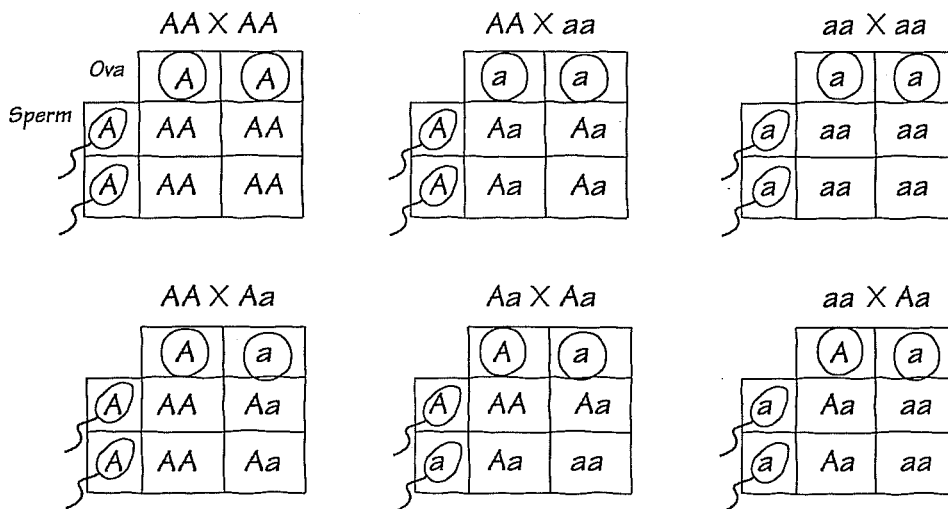 AA X AA
Ova A A
Sperm A AA AA
A AA AA
AA X aa
a a
A Aa Aa
A Aa Aa
aa X aa
a a
a aa aa
a aa aa
AA X Aa
A a
A AA Aa
A AA Aa
Aa X Aa
A a
A AA Aa
a Aa aa
aa X Aa
A a
a Aa aa
a Aa aa